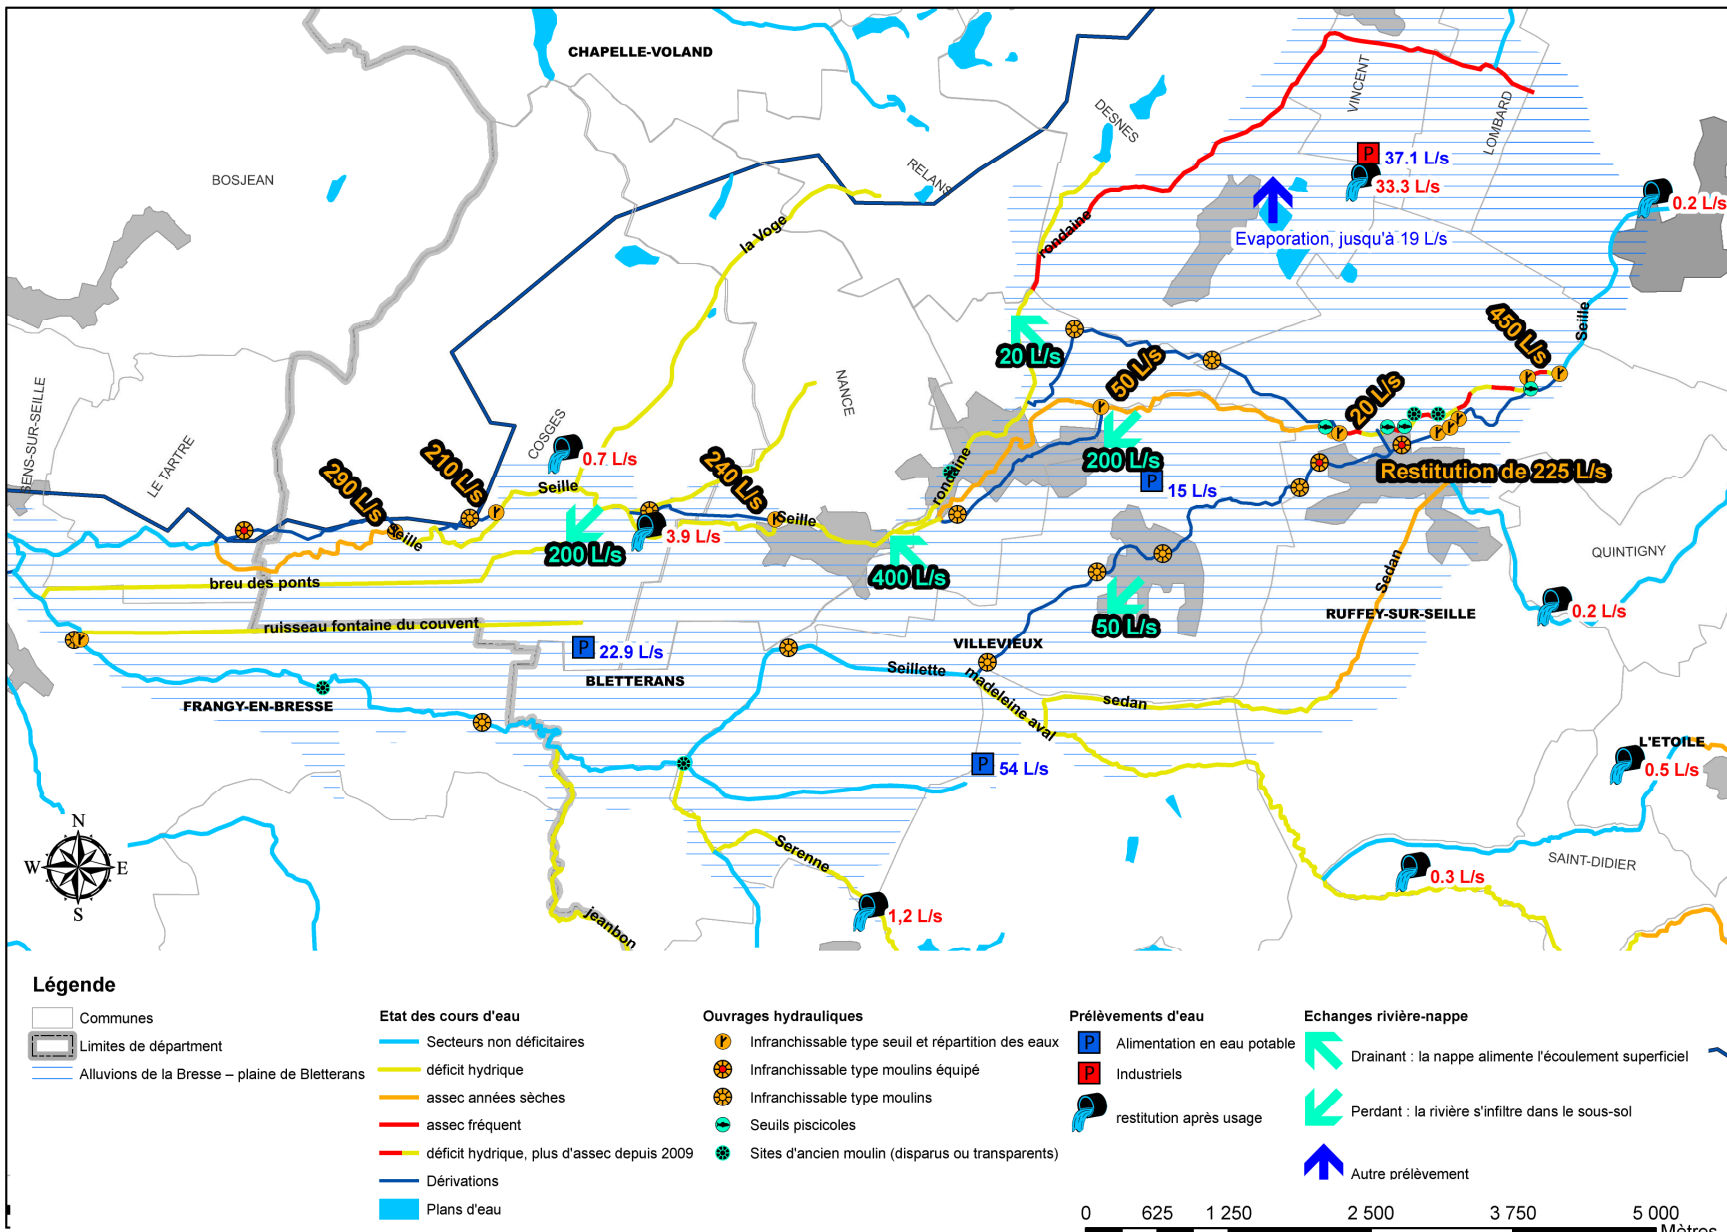 CHAPELLE-VOLAND
VINCENT
LOMBARD
DESNES
RELANS
BOSJEAN
P 37.1 L/s
33.3 L/s
0.2 L/s
la Voge
rondaine
Evaporation, jusqu'à 19 L/s
Seille
450 L/s
20 L/s
50 L/s
20 L/s
NANCE
SENS-SUR-SEILLE
LE TARTRE
COSGES
0.7 L/s
290 L/s
210 L/s
240 L/s
200 L/s
P 15 L/s
Restitution de 225 L/s
rondaine
Seille
Seille
Seille
3.9 L/s
200 L/s
400 L/s
QUINTIGNY
Sedan
breu des ponts
0.2 L/s
RUFFEY-SUR-SEILLE
ruisseau fontaine du couvent
50 L/s
VILLEVIEUX
P 22.9 L/s
Seillette
BLETTERANS
madeleine aval
sedan
FRANGY-EN-BRESSE
L'ETOILE
P 54 L/s
0.5 L/s
N
W E
S
Serenne
SAINT-DIDIER
0.3 L/s
1,2 L/s
jeanbon
Légende
Communes
Limites de départment
Alluvions de la Bresse – plaine de Bletterans
Etat des cours d'eau
Secteurs non déficitaires
déficit hydrique
assec années sèches
assec fréquent
déficit hydrique, plus d'assec depuis 2009
Dérivations
Plans d'eau
Ouvrages hydrauliques
Infranchissable type seuil et répartition des eaux
Infranchissable type moulins équipé
Infranchissable type moulins
Seuils piscicoles
Sites d'ancien moulin (disparus ou transparents)
Prélèvements d'eau
P Alimentation en eau potable
P Industriels
restitution après usage
Echanges rivière-nappe
Drainant : la nappe alimente l'écoulement superficiel
Perdant : la rivière s'infiltre dans le sous-sol
Autre prélèvement
0 625 1 250 2 500 3 750 5 000
Mètres